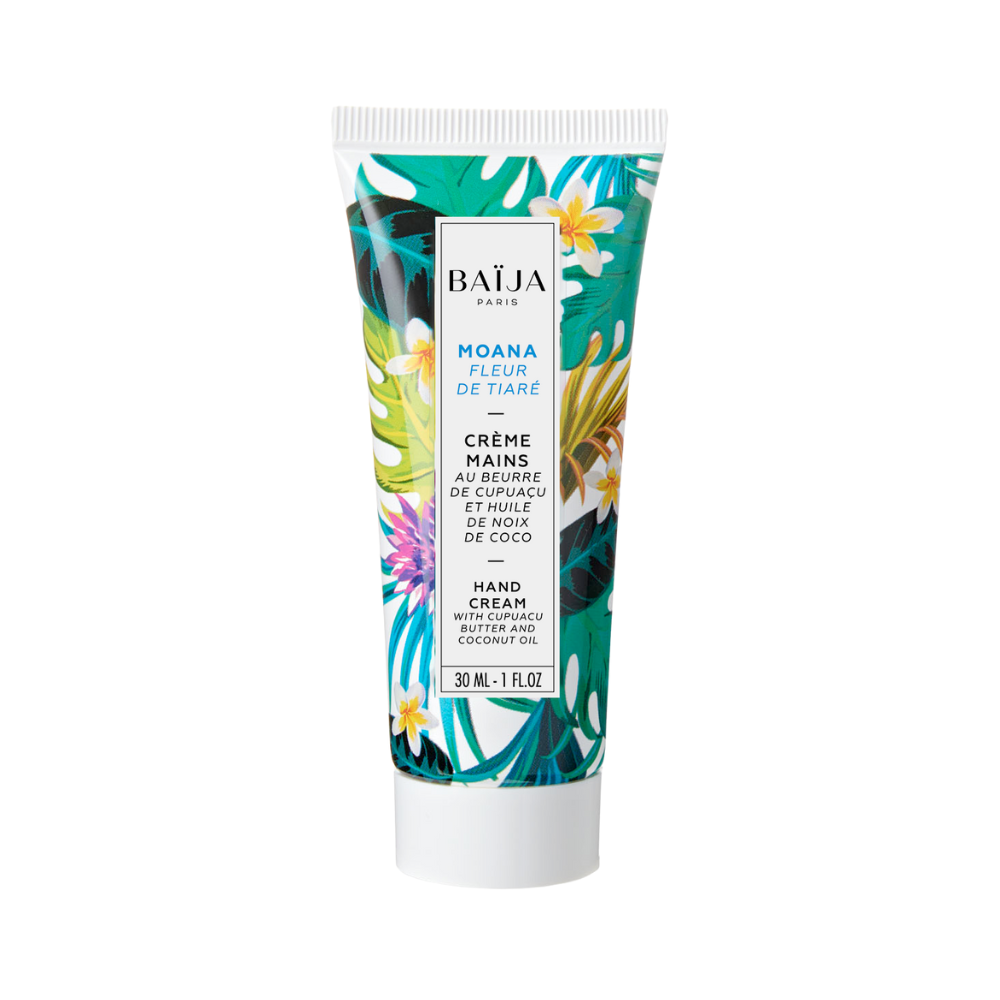 BAÏJA
PARIS
MOANA
FLEUR
DE TIARÉ
—
CRÈME
MAINS
AU BEURRE
DE CUPUAÇU
ET HUILE
DE NOIX
DE COCO
—
HAND
CREAM
WITH CUPUACU
BUTTER AND
COCONUT OIL
30 ML - 1 FL.OZ